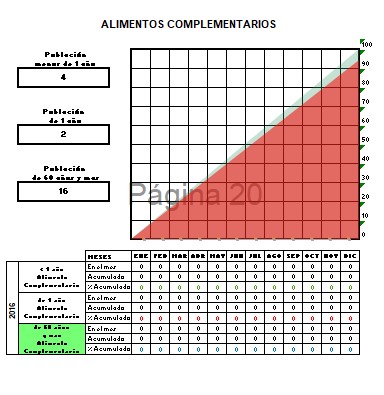 ALIMENTOS COMPLEMENTARIOS
Población
menor de 1 año
4
Población
de 1 año
2
Población
de 60 años y mas
16
100
90
80
70
60
50
40
30
20
10
0
Página 20
MESES ENE FEB MAR ABR MAY JUN JUL AGO SEP OCT NOV DIC
2016
< 1 año
Alimento
Complementario
En el mes 0 0 0 0 0 0 0 0 0 0 0 0
Acumulado 0 0 0 0 0 0 0 0 0 0 0 0
% Acumulado 0 0 0 0 0 0 0 0 0 0 0 0
de 1 año
Alimento
Complementario
En el mes 0 0 0 0 0 0 0 0 0 0 0 0
Acumulado 0 0 0 0 0 0 0 0 0 0 0 0
% Acumulado 0 0 0 0 0 0 0 0 0 0 0 0
de 60 años
y mas
Alimento
Complementario
En el mes 0 0 0 0 0 0 0 0 0 0 0 0
Acumulado 0 0 0 0 0 0 0 0 0 0 0 0
% Acumulado 0 0 0 0 0 0 0 0 0 0 0 0